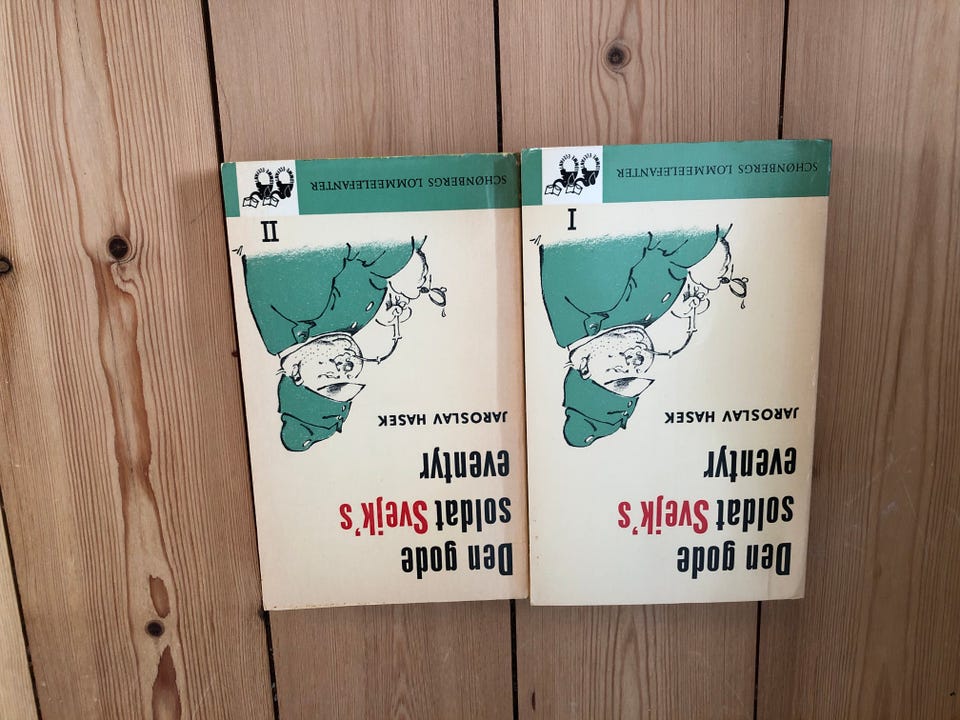 Den gode
soldat Svejk's
eventyr
JAROSLAV HASEK
I
SCHØNBERGS LOMMEELEFANTER
Den gode
soldat Svejk's
eventyr
JAROSLAV HASEK
II
SCHØNBERGS LOMMEELEFANTER